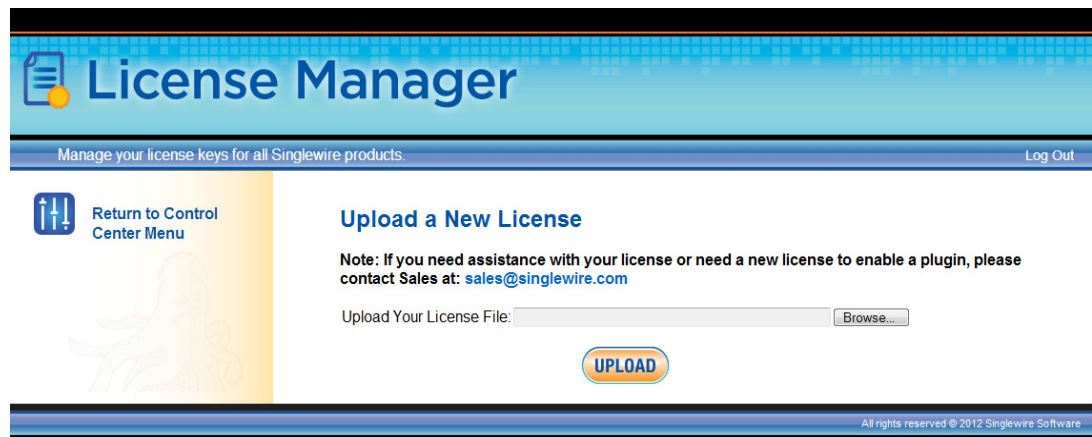 License Manager
Manage your license keys for all Singlewire products.
Log Out
Return to Control
Center Menu
Upload a New License
Note: If you need assistance with your license or need a new license to enable a plugin, please
contact Sales at: sales@singlewire.com
Upload Your License File:
Browse...
UPLOAD
All rights reserved © 2012 Singlewire Software